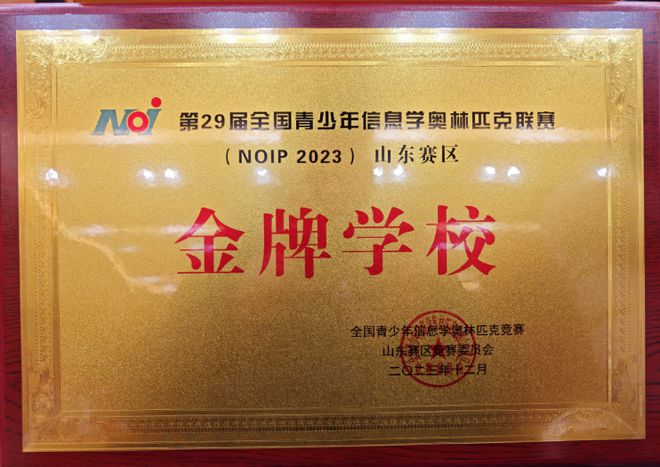 NOI 第29届全国青少年信息学奥林匹克联赛
（NOIP 2023）山东赛区
金牌学校
全国青少年信息学奥林匹克竞赛
山东赛区竞赛委员会
二〇二三年十二月